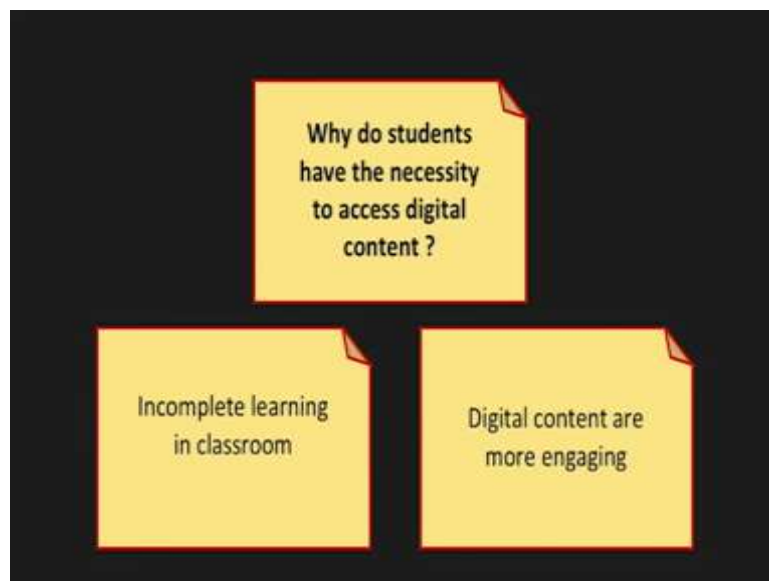 Why do students
have the necessity
to access digital
content ?
Incomplete learning
in classroom
Digital content are
more engaging